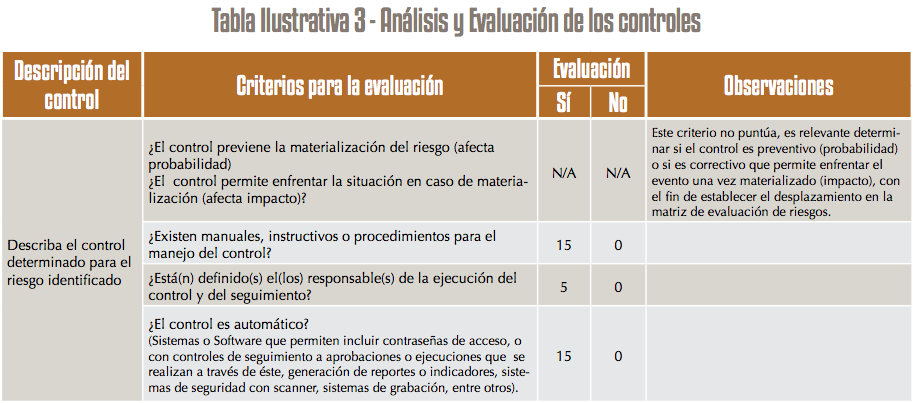 Tabla Ilustrativa 3 - Análisis y Evaluación de los controles
Descripción del
control
Criterios para la evaluación
Evaluación
Sí
No
Observaciones
Describa el control
determinado para el
riesgo identificado
¿El control previene la materialización del riesgo (afecta
probabilidad)
¿El control permite enfrentar la situación en caso de materia-
lización (afecta impacto)?
N/A
N/A
Este criterio no puntúa, es relevante determi-
nar si el control es preventivo (probabilidad)
o si es correctivo que permite enfrentar el
evento una vez materializado (impacto), con
el fin de establecer el desplazamiento en la
matriz de evaluación de riesgos.
¿Existen manuales, instructivos o procedimientos para el
manejo del control?
15
0
¿Está(n) definido(s) el(los) responsable(s) de la ejecución del
control y del seguimiento?
5
0
¿El control es automático?
(Sistemas o Software que permiten incluir contraseñas de acceso, o
con controles de seguimiento a aprobaciones o ejecuciones que se
realizan a través de éste, generación de reportes o indicadores, siste-
mas de seguridad con scanner, sistemas de grabación, entre otros).
15
0